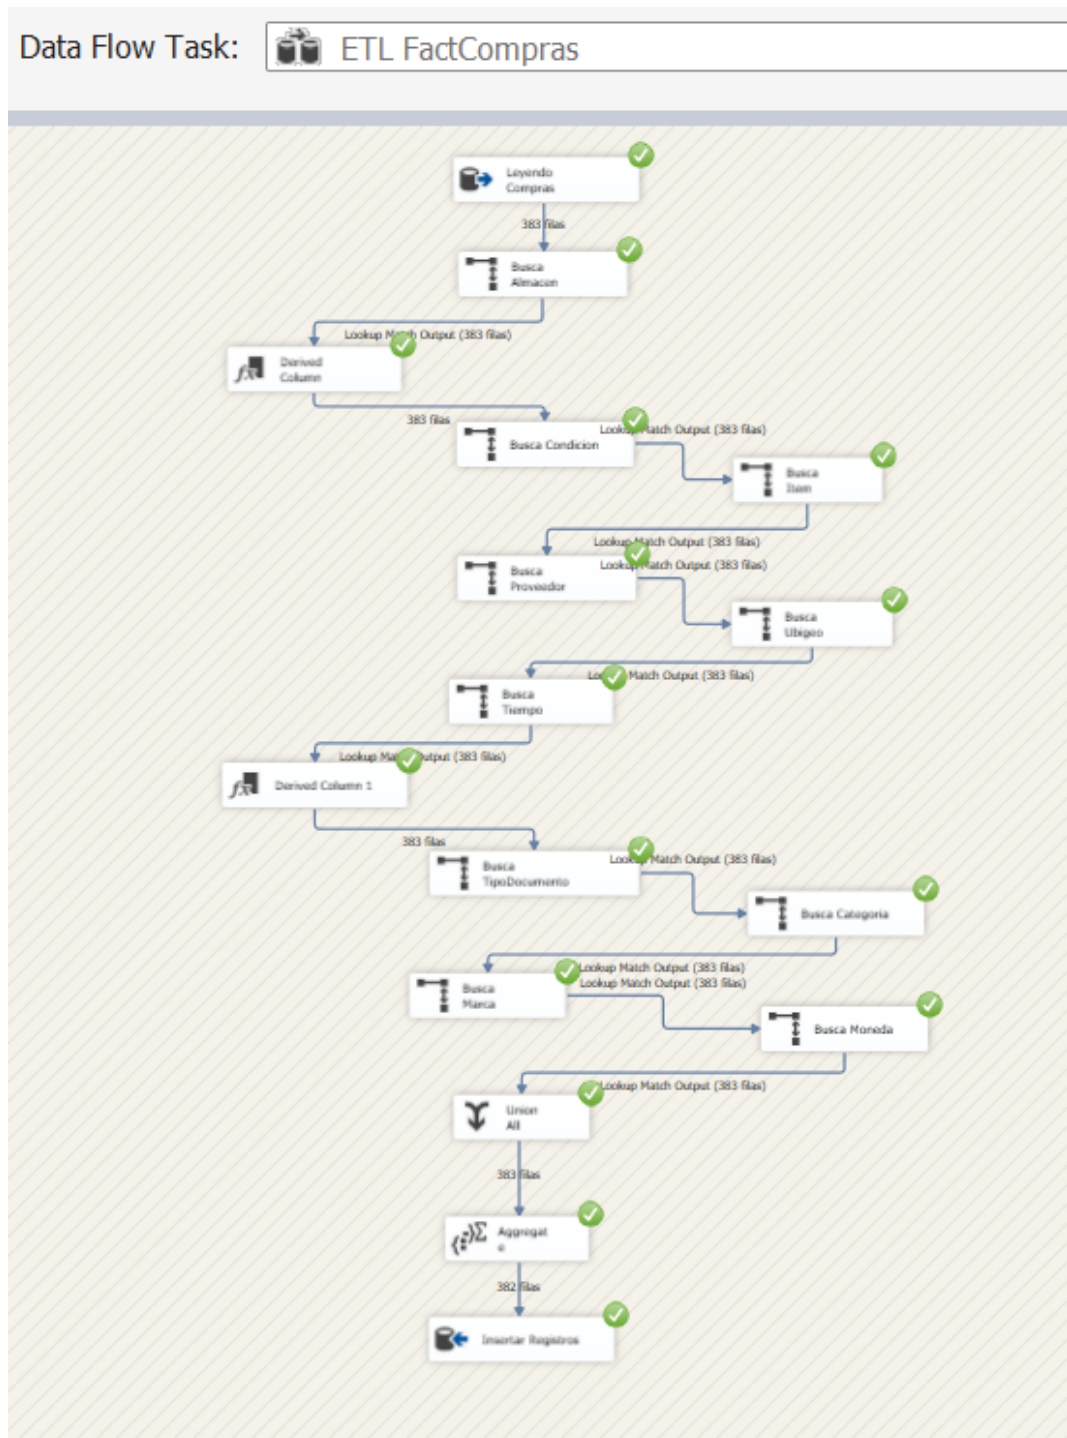 Data Flow Task: ETL FactCompras
Leyendo
Compras
383 filas
Busca
Almacen
Lookup Match Output (383 filas)
Derived
Column
383 filas
Busca Condicion
Lookup Match Output (383 filas)
Busca
Item
Lookup Match Output (383 filas)
Busca
Proveedor
Lookup Match Output (383 filas)
Busca
Ubigeo
Lookup Match Output (383 filas)
Busca
Tiempo
Lookup Match Output (383 filas)
Derived Column 1
383 filas
Busca
TipoDocumento
Lookup Match Output (383 filas)
Busca Categoria
Lookup Match Output (383 filas)
Busca
Marca
Lookup Match Output (383 filas)
Busca Moneda
Lookup Match Output (383 filas)
Union
All
383 filas
Aggregat
e
382 filas
Insertar Registros